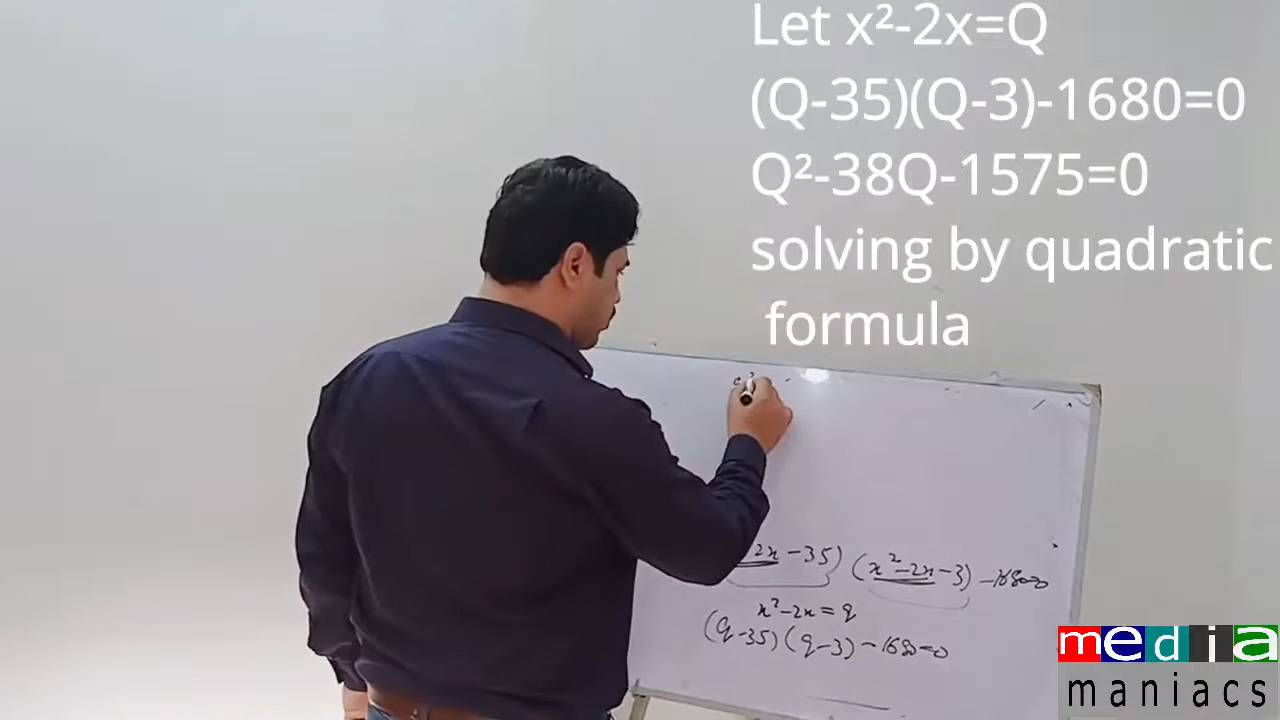 Let x²-2x=Q
(Q-35)(Q-3)-1680=0
Q²-38Q-1575=0
solving by quadratic
formula
2x - 35) (x²-2x-3) -1680=0
x²-2x = q
(q-35)(q-3)-1680=0
media
maniacs